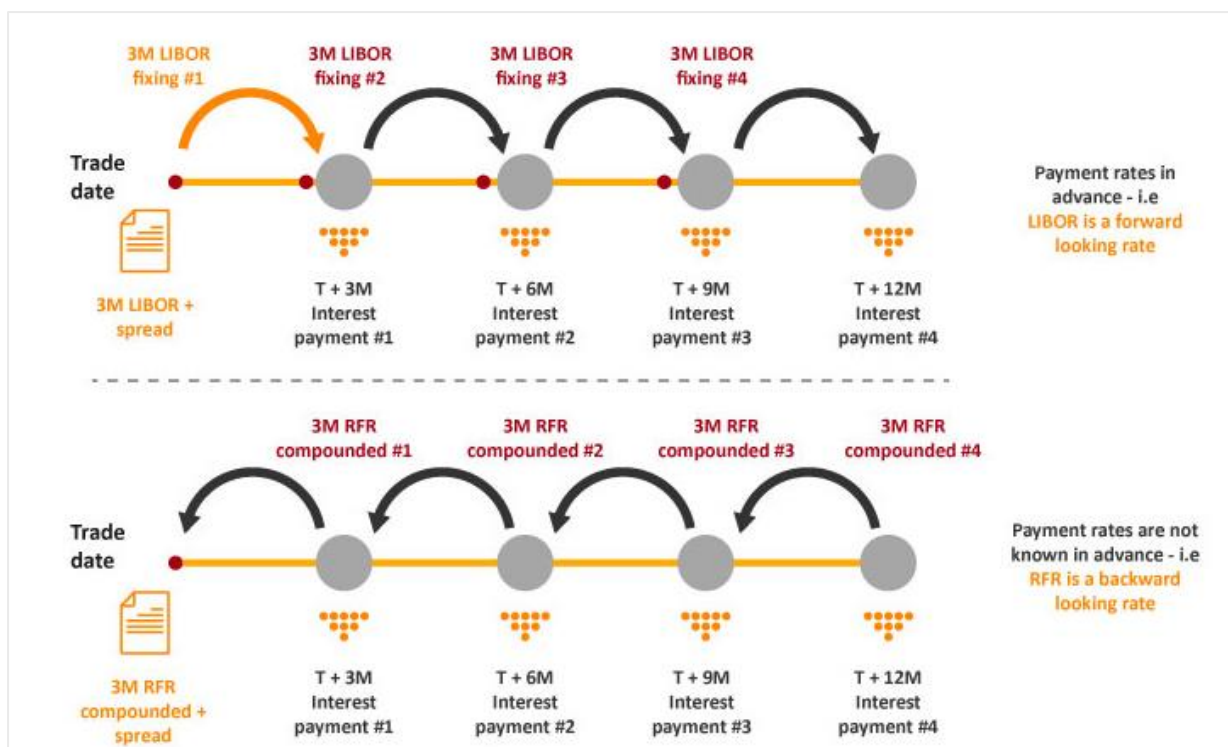 3M LIBOR
fixing #1
3M LIBOR
fixing #2
3M LIBOR
fixing #3
3M LIBOR
fixing #4
Trade
date
3M LIBOR +
spread
T + 3M
Interest
payment #1
T + 6M
Interest
payment #2
T + 9M
Interest
payment #3
T + 12M
Interest
payment #4
Payment rates in
advance - i.e
LIBOR is a forward
looking rate
3M RFR
compounded #1
3M RFR
compounded #2
3M RFR
compounded #3
3M RFR
compounded #4
Trade
date
3M RFR
compounded +
spread
T + 3M
Interest
payment #1
T + 6M
Interest
payment #2
T + 9M
Interest
payment #3
T + 12M
Interest
payment #4
Payment rates are not
known in advance - i.e
RFR is a backward
looking rate